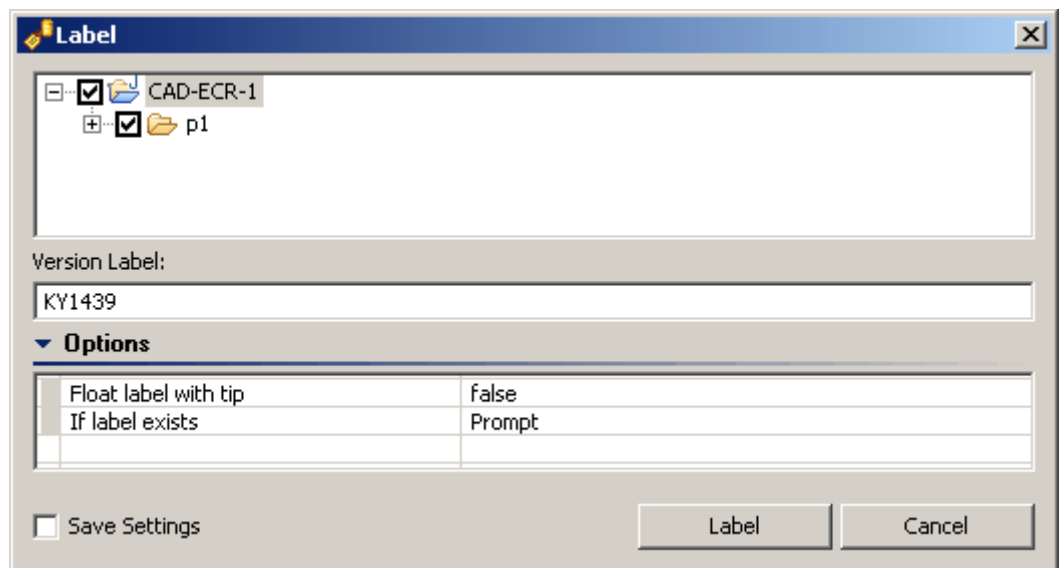 Label
CAD-ECR-1
p1
Version Label:
KY1439
Options
Float label with tip false
If label exists Prompt
Save Settings Label Cancel